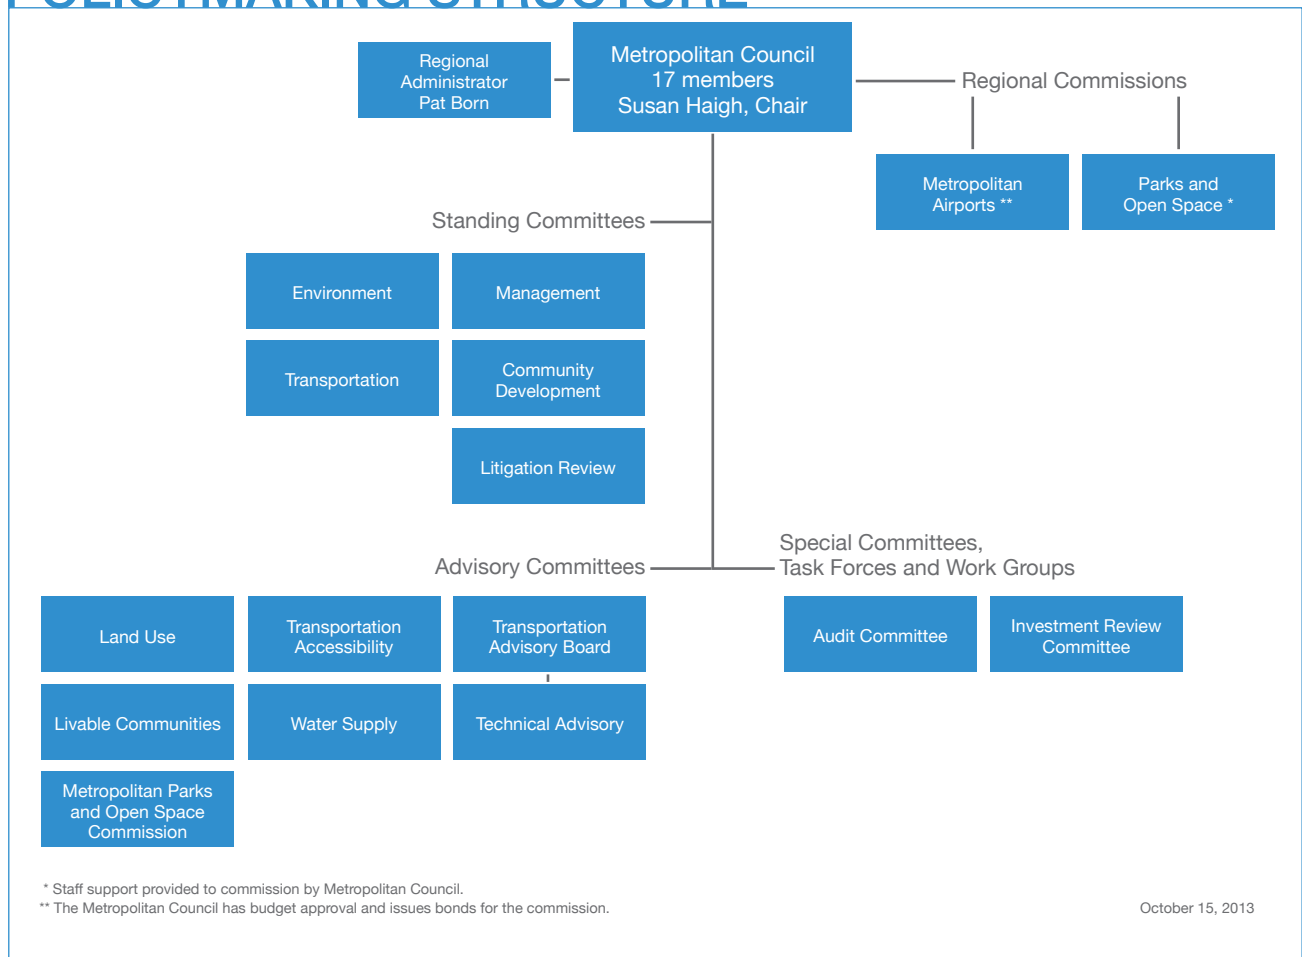 POLICYMAKING STRUCTURE
Regional
Administrator
Pat Born
Metropolitan Council
17 members
Susan Haigh, Chair
Regional Commissions
Metropolitan
Airports **
Parks and
Open Space *
Standing Committees
Environment
Management
Transportation
Community
Development
Litigation Review
Advisory Committees
Special Committees,
Task Forces and Work Groups
Land Use
Transportation
Accessibility
Transportation
Advisory Board
Audit Committee
Investment Review
Committee
Livable Communities
Water Supply
Technical Advisory
Metropolitan Parks
and Open Space
Commission
* Staff support provided to commission by Metropolitan Council.
** The Metropolitan Council has budget approval and issues bonds for the commission.
October 15, 2013